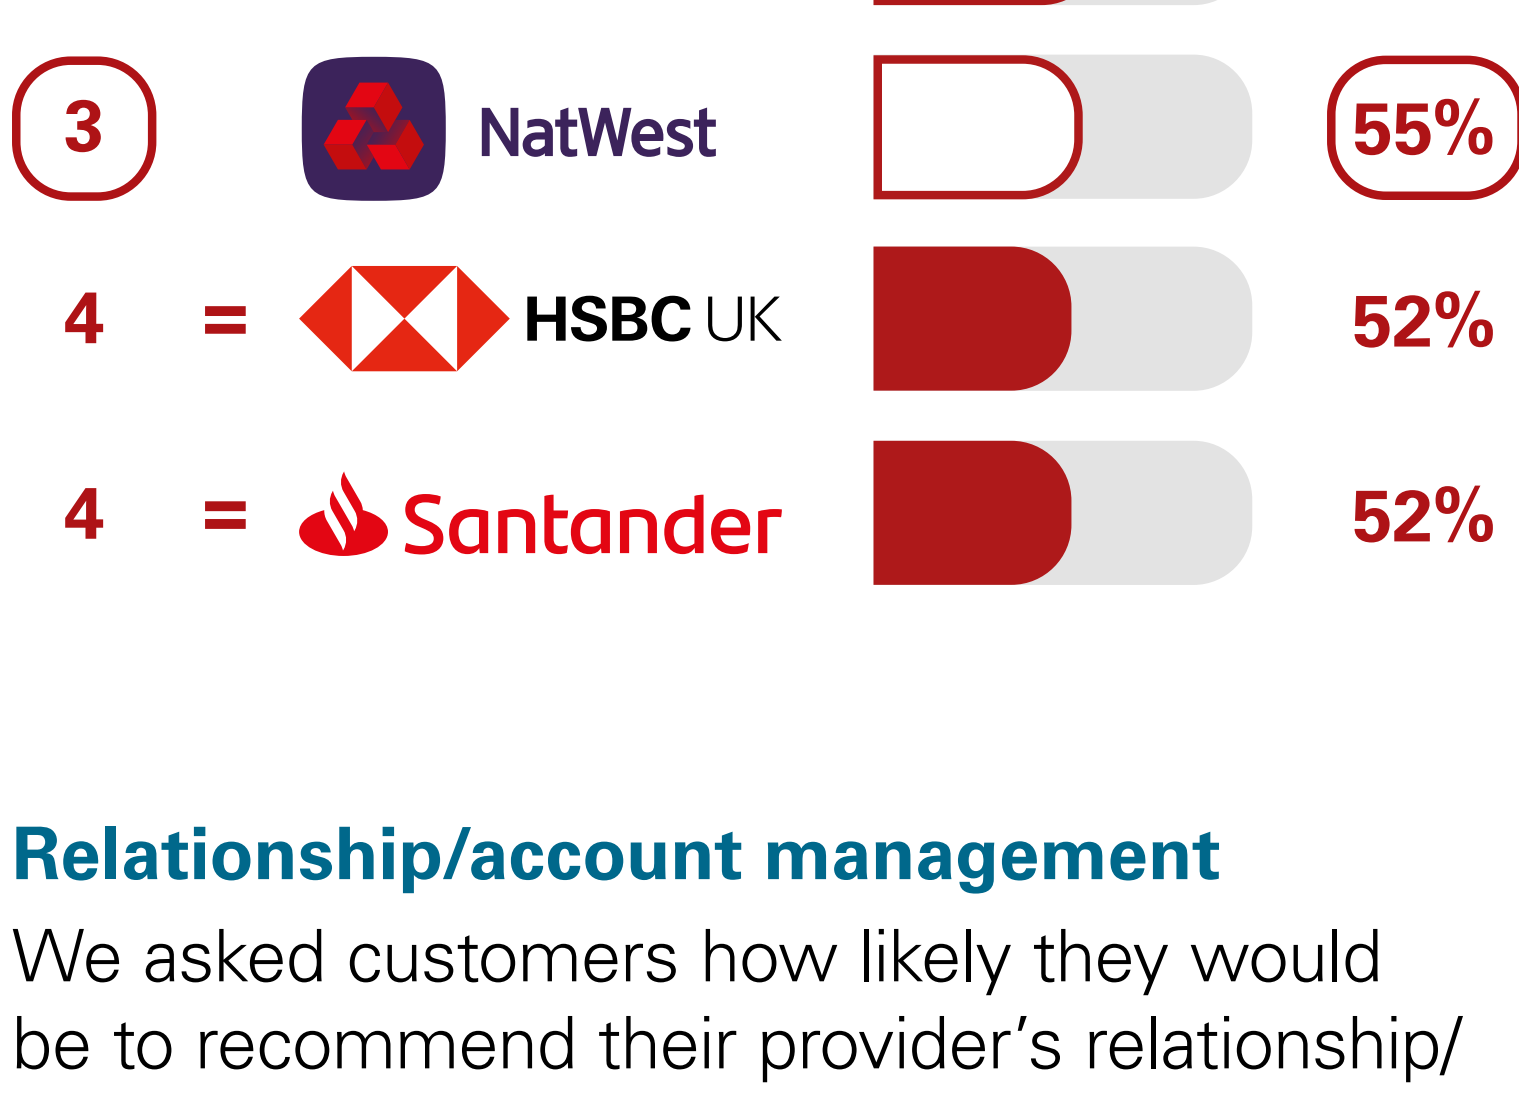 3 NatWest 55%
4 = HSBC UK 52%
4 = Santander 52%
Relationship/account management
We asked customers how likely they would
be to recommend their provider’s relationship/